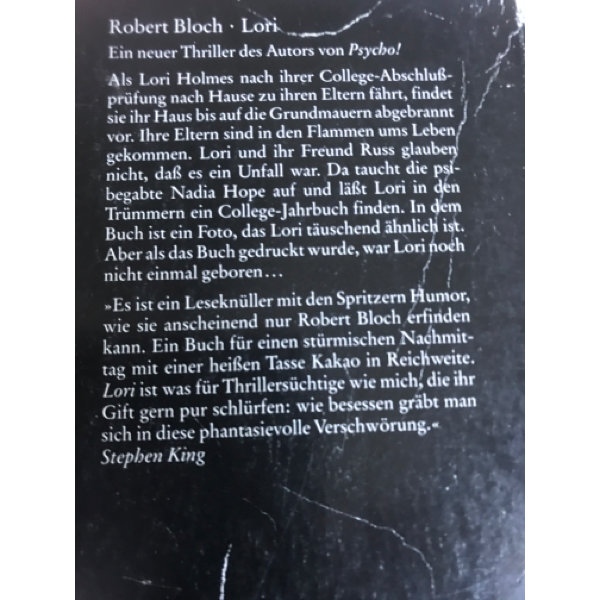 Robert Bloch · Lori
Ein neuer Thriller des Autors von Psycho!
Als Lori Holmes nach ihrer College-Abschluß-
prüfung nach Hause zu ihren Eltern fährt, findet
sie ihr Haus bis auf die Grundmauern abgebrannt
vor. Ihre Eltern sind in den Flammen ums Leben
gekommen. Lori und ihr Freund Russ glauben
nicht, daß es ein Unfall war. Da taucht die psi-
begabte Nadia Hope auf und läßt Lori in den
Trümmern ein College-Jahrbuch finden. In dem
Buch ist ein Foto, das Lori täuschend ähnlich ist.
Aber als das Buch gedruckt wurde, war Lori noch
nicht einmal geboren...
»Es ist ein Leseknüller mit den Spritzern Humor,
wie sie anscheinend nur Robert Bloch erfinden
kann. Ein Buch für einen stürmischen Nachmit-
tag mit einer heißen Tasse Kakao in Reichweite.
Lori ist was für Thrillersüchtige wie mich, die ihr
Gift gern pur schlürfen: wie besessen gräbt man
sich in diese phantasievolle Verschwörung.«
Stephen King